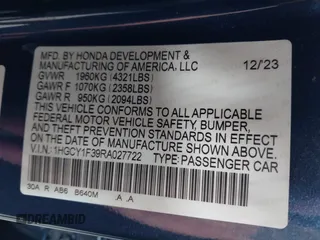 MFD. BY HONDA DEVELOPMENT &
MANUFACTURING OF AMERICA, LLC 12/23
GVWR 1960KG (4321LBS)
GAWR F 1070KG (2358LBS)
GAWR R 950KG (2094LBS)
THIS VEHICLE CONFORMS TO ALL APPLICABLE
FEDERAL MOTOR VEHICLE SAFETY, BUMPER,
AND THEFT PREVENTION STANDARDS IN EFFECT
ON THE DATE OF MANUFACTURE SHOWN ABOVE.
V.I.N.: 1HGCY1F39RA027722 TYPE: PASSENGER CAR
30A R AB6 B640M A A
© DREAMBID